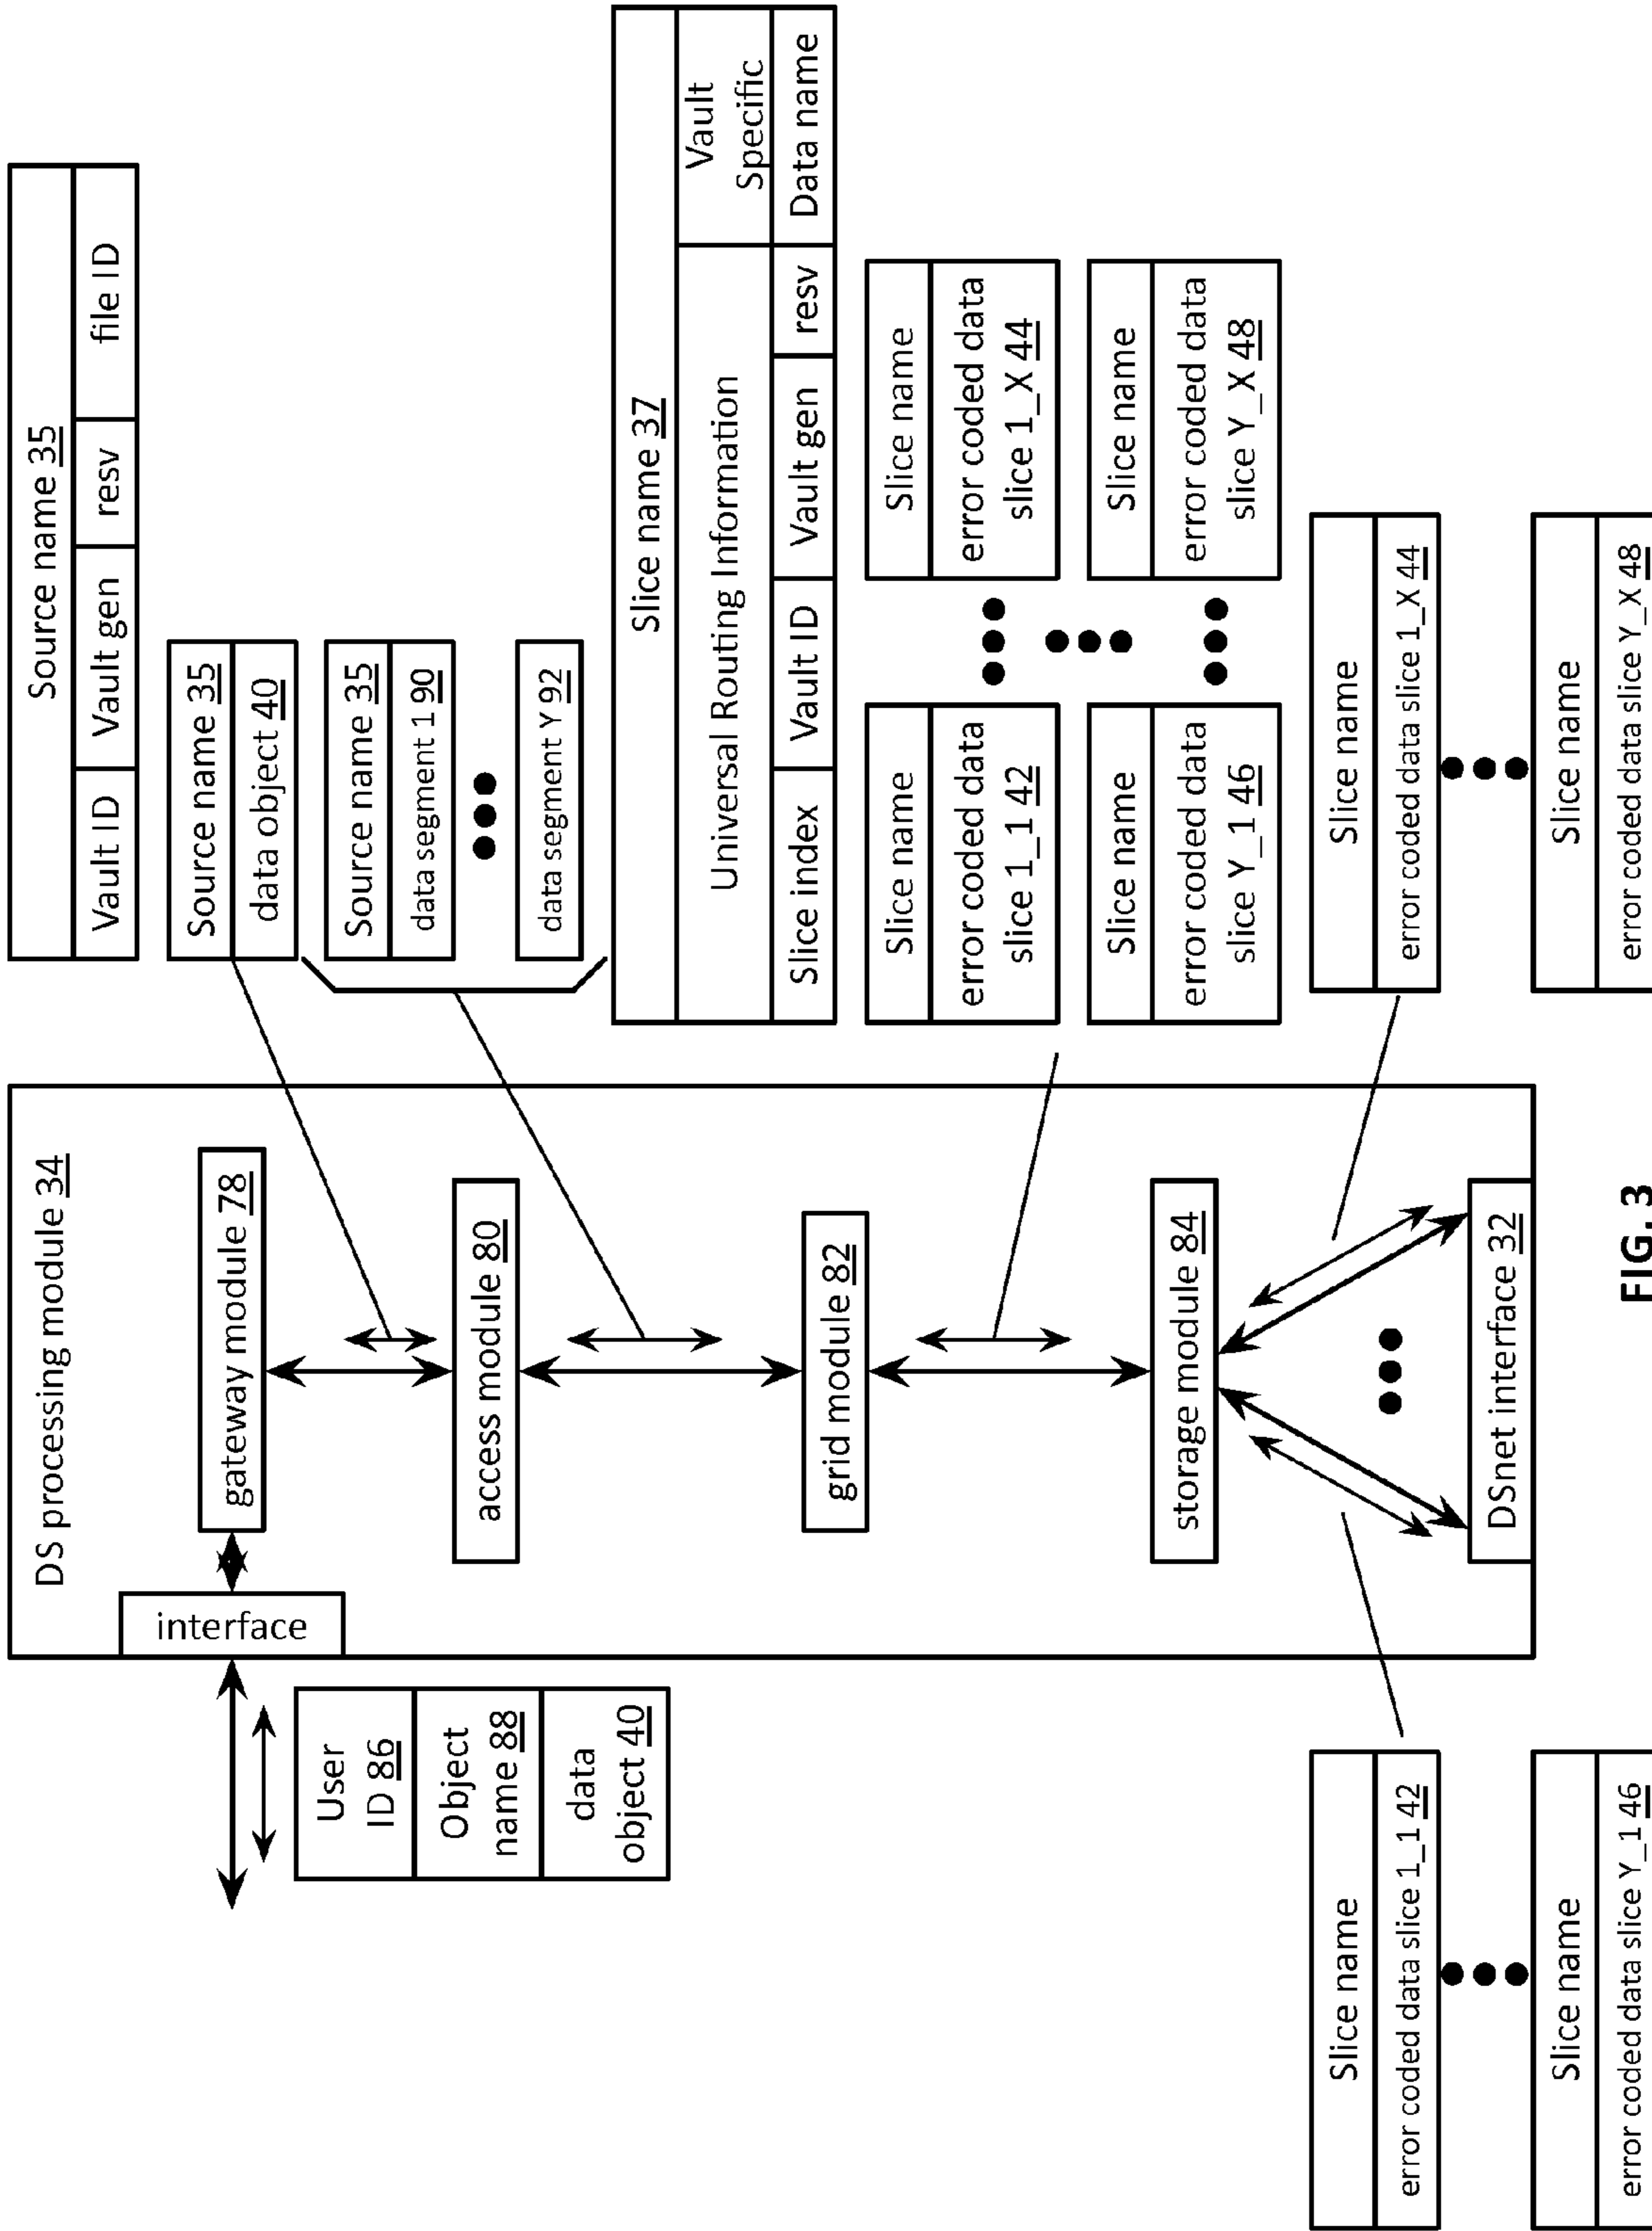 DS processing module 34
interface
gateway module 78
access module 80
grid module 82
storage module 84
DSnet interface 32
User
ID 86
Object
name 88
data
object 40
Source name 35
Vault ID
Vault gen
resv
file ID
Source name 35
data object 40
Source name 35
data segment 1 90
data segment Y 92
Slice name 37
Universal Routing Information
Vault
Specific
Slice index
Vault ID
Vault gen
resv
Data name
Slice name
error coded data
slice 1_1 42
Slice name
error coded data
slice 1_X 44
Slice name
error coded data
slice Y_1 46
Slice name
error coded data
slice Y_X 48
Slice name
error coded data slice 1_1 42
Slice name
error coded data slice Y_1 46
Slice name
error coded data slice 1_X 44
Slice name
error coded data slice Y_X 48
FIG. 3